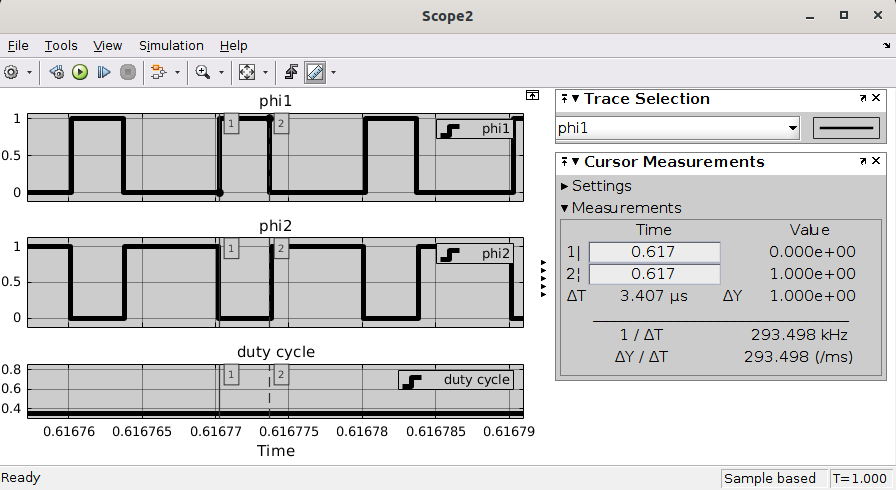 Scope2
File Tools View Simulation Help
phi1
1
0.5
0
1
2
phi1
phi2
1
0.5
0
1
2
phi2
duty cycle
0.8
0.6
0.4
1
2
duty cycle
0.61676 0.616765 0.61677 0.616775 0.61678 0.616785 0.61679
Time
Trace Selection
phi1
Cursor Measurements
Settings
Measurements
Time Value
1| 0.617 0.000e+00
2¦ 0.617 1.000e+00
ΔT 3.407 µs ΔY 1.000e+00
1 / ΔT 293.498 kHz
ΔY / ΔT 293.498 (/ms)
Ready
Sample based T=1.000